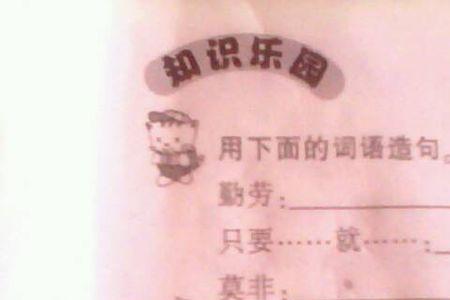 知识乐园
用下面的词语造句。
勤劳：
只要……就……：
莫非：